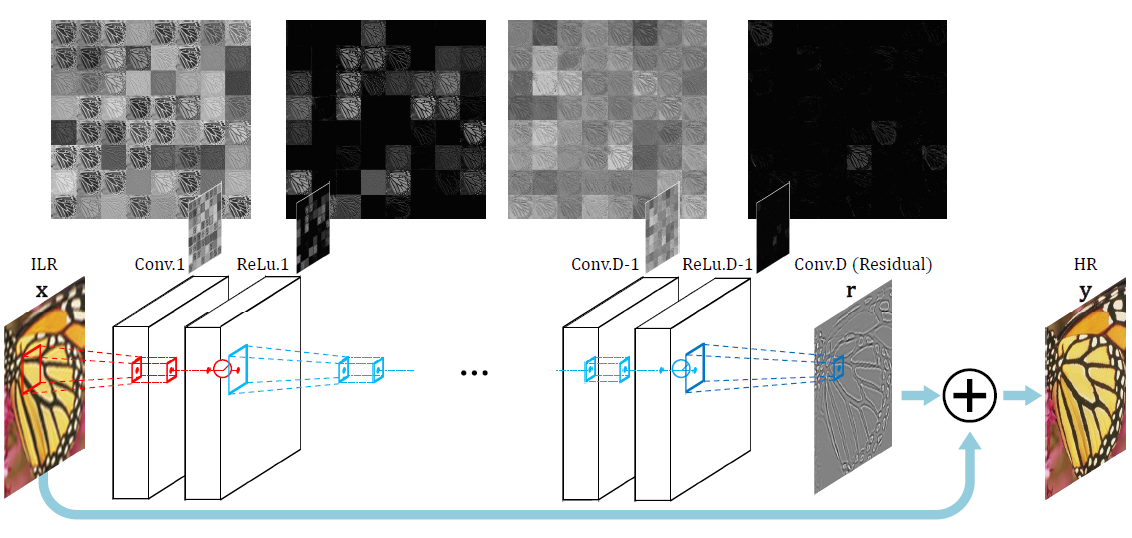 ILR
x
Conv.1
ReLu.1
...
Conv.D-1
ReLu.D-1
Conv.D (Residual)
r
HR
y